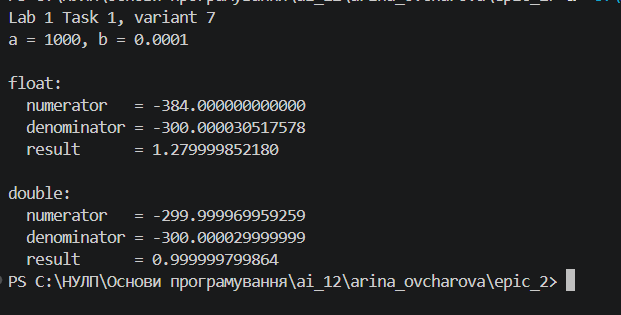 Lab 1 Task 1, variant 7
a = 1000, b = 0.0001
float:
numerator = -384.000000000000
denominator = -300.000030517578
result = 1.279999852180
double:
numerator = -299.999969959259
denominator = -300.000029999999
result = 0.999999799864
PS C:\НУЛП\Основи програмування\ai_12\arina_ovcharova\epic_2>